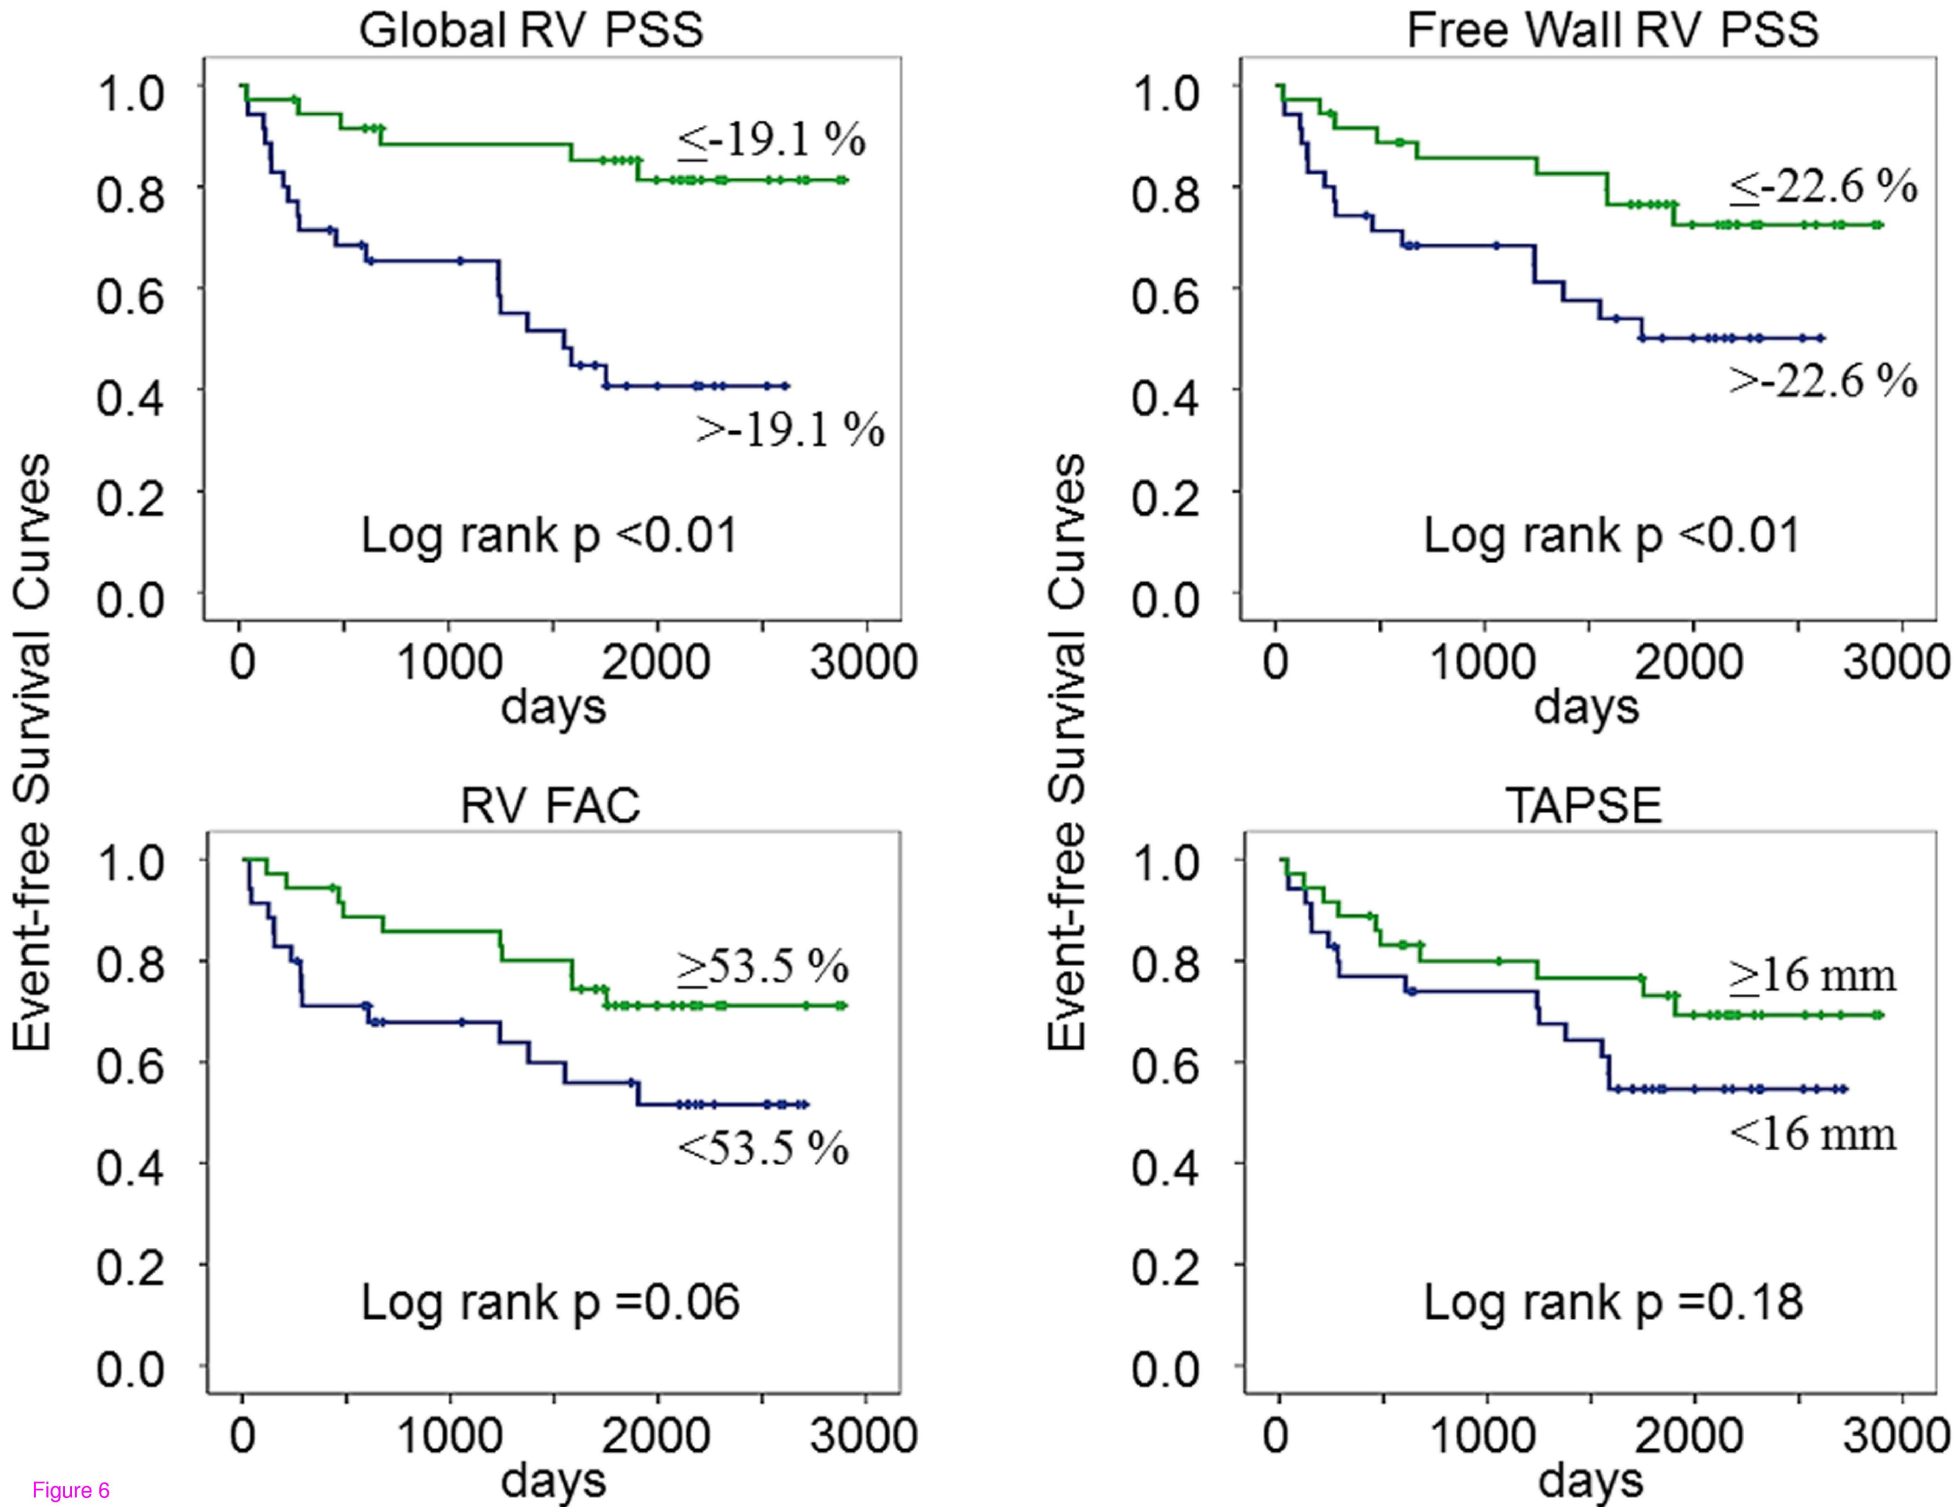 Global RV PSS
Event-free Survival Curves
1.0
0.8
0.6
0.4
0.2
0.0
≤-19.1 %
>-19.1 %
Log rank p <0.01
0 1000 2000 3000
days
Free Wall RV PSS
Event-free Survival Curves
1.0
0.8
0.6
0.4
0.2
0.0
≤-22.6 %
>-22.6 %
Log rank p <0.01
0 1000 2000 3000
days
RV FAC
1.0
0.8
0.6
0.4
0.2
0.0
≥53.5 %
<53.5 %
Log rank p =0.06
0 1000 2000 3000
days
TAPSE
1.0
0.8
0.6
0.4
0.2
0.0
≥16 mm
<16 mm
Log rank p =0.18
0 1000 2000 3000
days
Figure 6